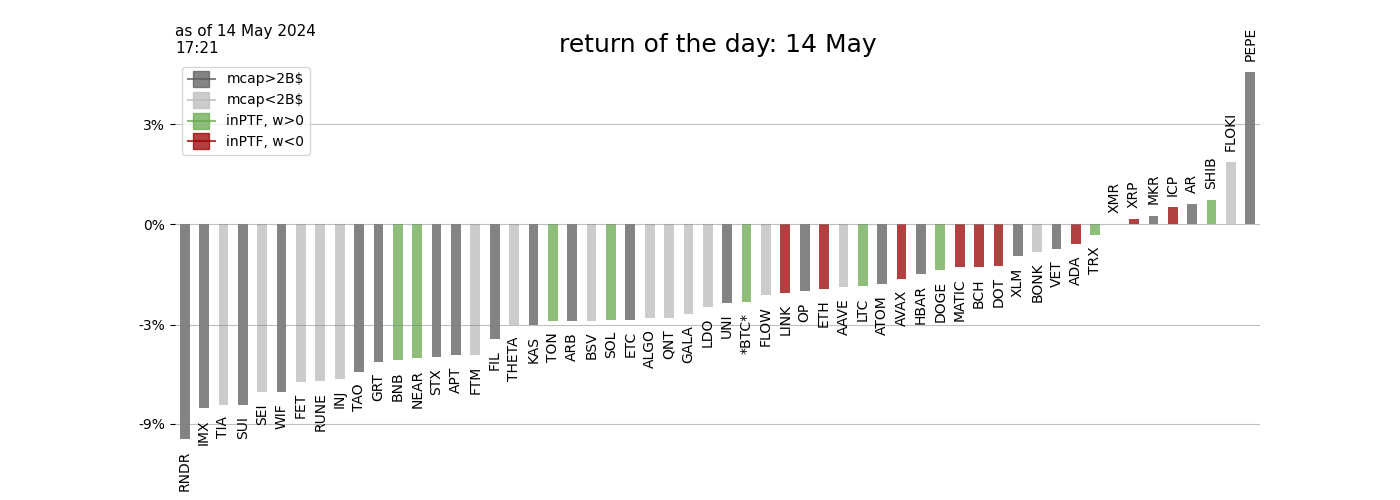 as of 14 May 2024
17:21
return of the day: 14 May
mcap>2B$
mcap<2B$
inPTF, w>0
inPTF, w<0
3%
0%
-3%
-9%
RNDR
IMX
TIA
SUI
SEI
WIF
FET
RUNE
INJ
TAO
GRT
BNB
NEAR
STX
APT
FTM
FIL
THETA
KAS
TON
ARB
BSV
SOL
ETC
ALGO
QNT
GALA
LDO
UNI
*BTC*
FLOW
LINK
OP
ETH
AAVE
LTC
ATOM
AVAX
HBAR
DOGE
MATIC
BCH
DOT
XLM
BONK
VET
ADA
TRX
XMR
XRP
MKR
ICP
AR
SHIB
FLOKI
PEPE